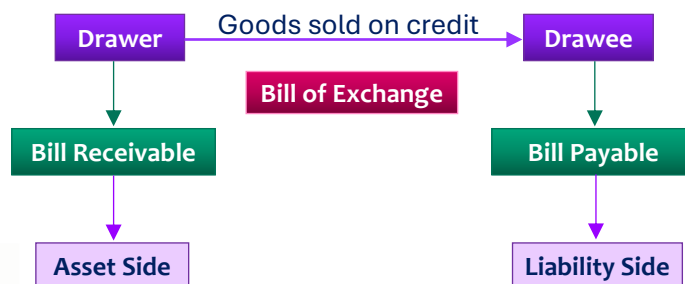 Drawer
Goods sold on credit
Drawee
Bill of Exchange
Bill Receivable
Bill Payable
Asset Side
Liability Side